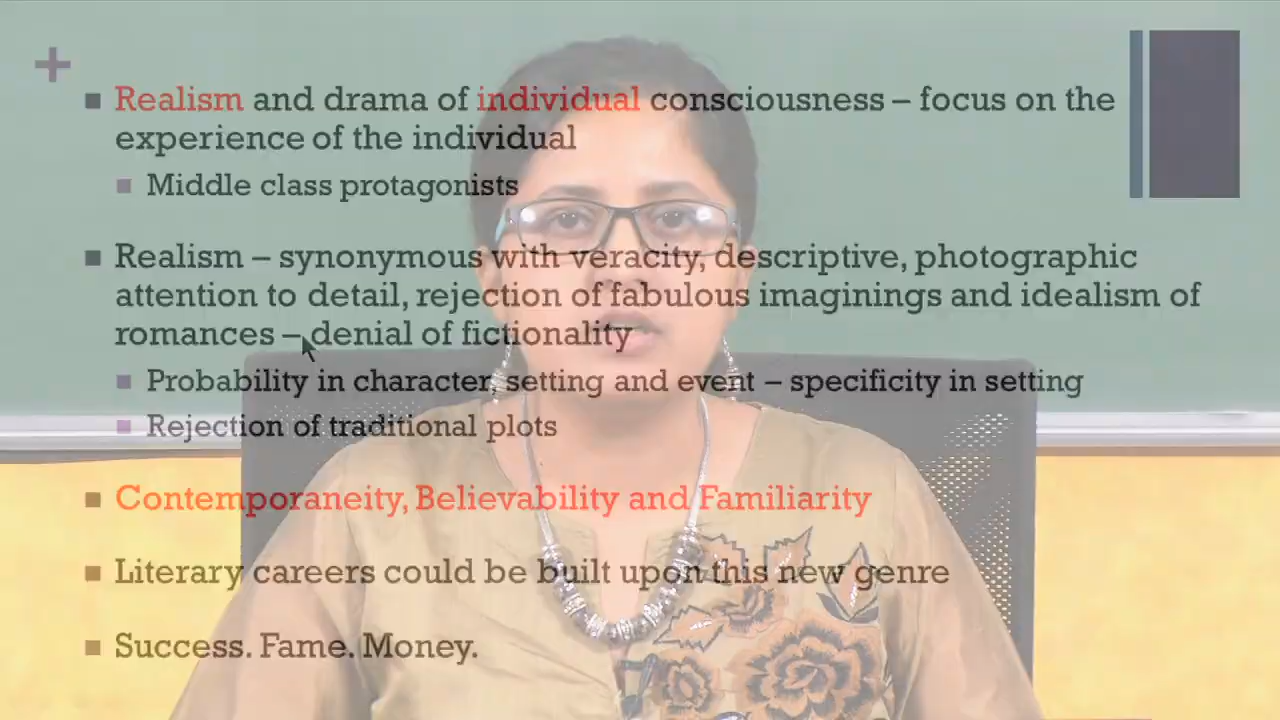 Realism and drama of individual consciousness – focus on the
experience of the individual
Middle class protagonists
Realism – synonymous with veracity, descriptive, photographic
attention to detail, rejection of fabulous imaginings and idealism of
romances – denial of fictionality
Probability in character, setting and event – specificity in setting
Rejection of traditional plots
Contemporaneity, Believability and Familiarity
Literary careers could be built upon this new genre
Success. Fame. Money.